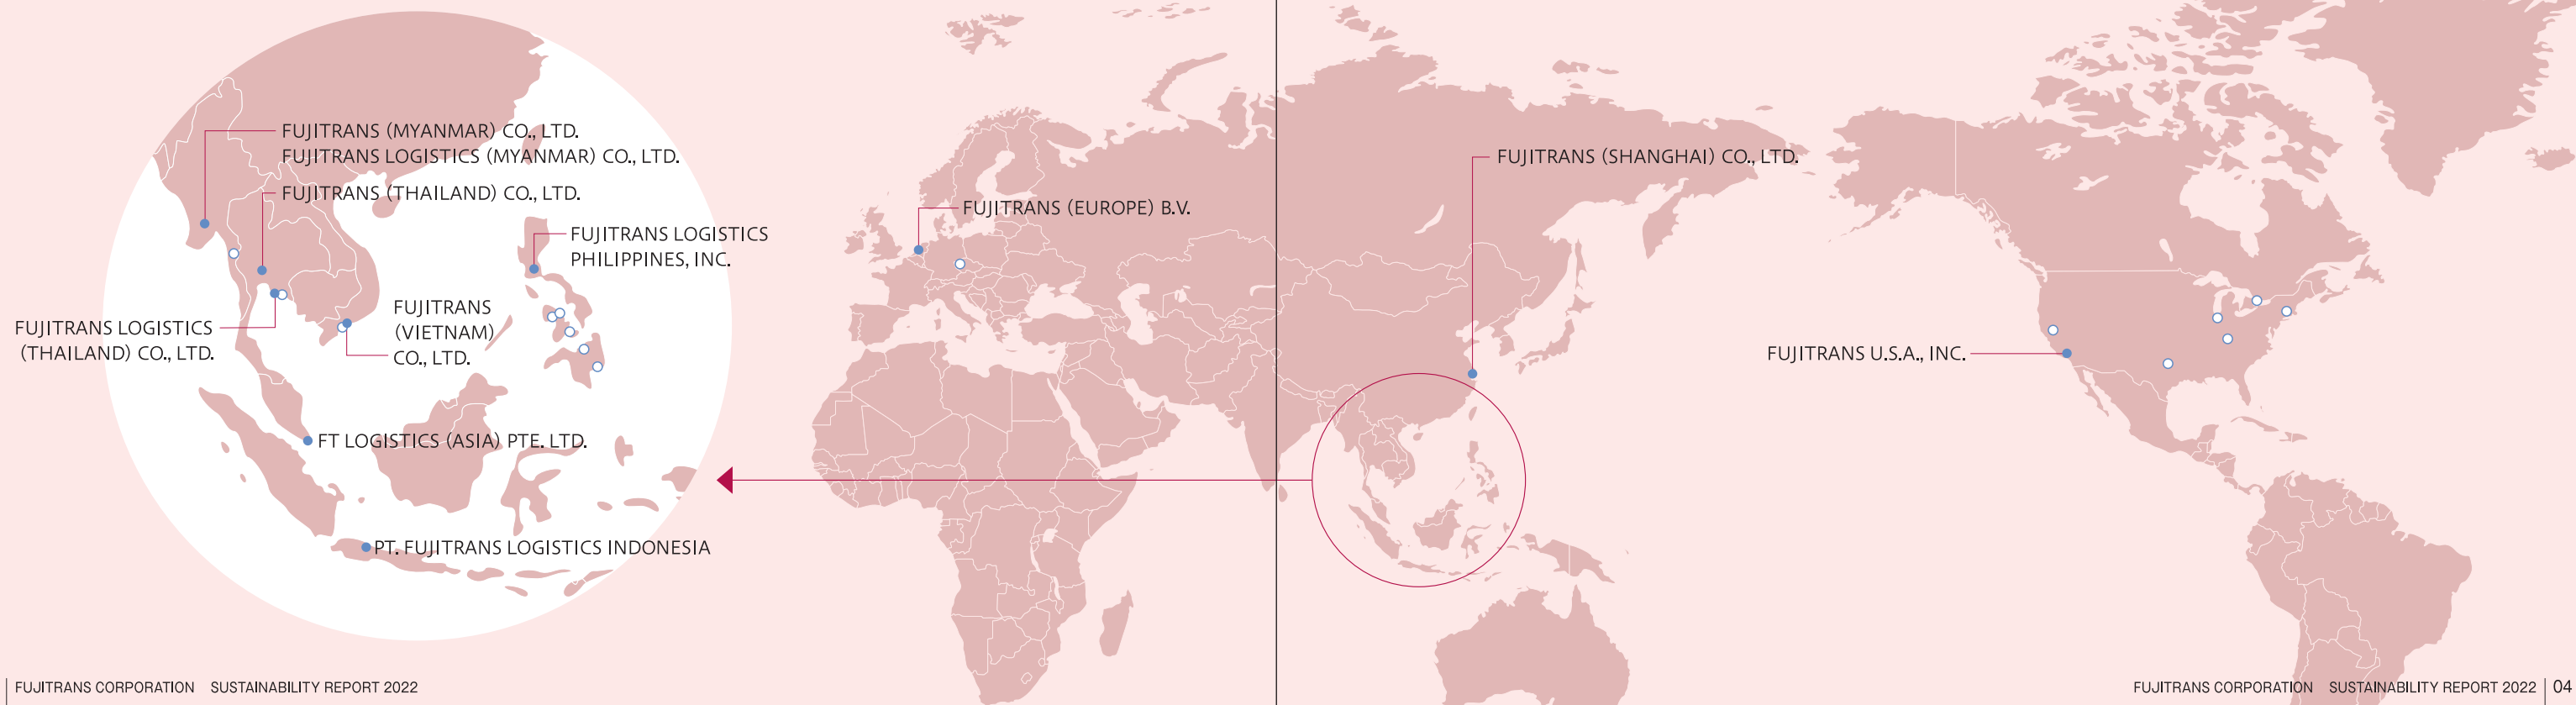 FUJITRANS (MYANMAR) CO., LTD.
FUJITRANS LOGISTICS (MYANMAR) CO., LTD.
FUJITRANS (THAILAND) CO., LTD.
FUJITRANS LOGISTICS
PHILIPPINES, INC.
FUJITRANS
(VIETNAM)
CO., LTD.
FUJITRANS LOGISTICS
(THAILAND) CO., LTD.
FT LOGISTICS (ASIA) PTE. LTD.
PT. FUJITRANS LOGISTICS INDONESIA
FUJITRANS (EUROPE) B.V.
FUJITRANS (SHANGHAI) CO., LTD.
FUJITRANS U.S.A., INC.
FUJITRANS CORPORATION SUSTAINABILITY REPORT 2022
FUJITRANS CORPORATION SUSTAINABILITY REPORT 2022 04